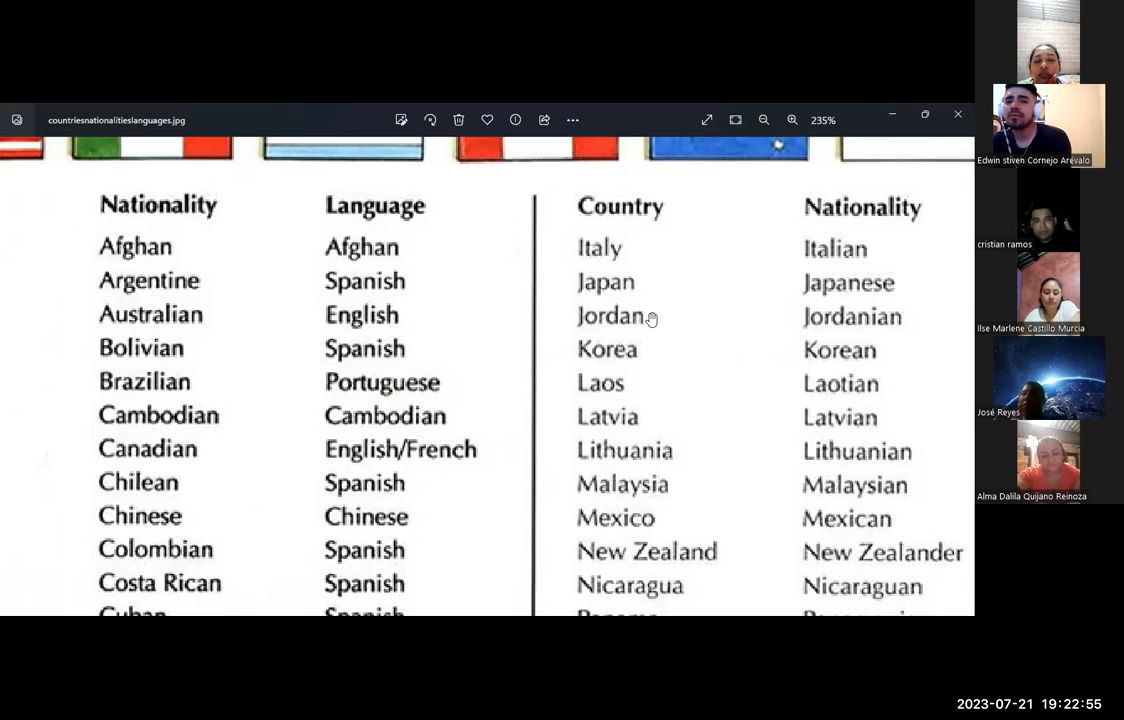 countriesnationalitieslanguages.jpg
235%
Nationality Language Country Nationality
Afghan Afghan Italy Italian
Argentine Spanish Japan Japanese
Australian English Jordan Jordanian
Bolivian Spanish Korea Korean
Brazilian Portuguese Laos Laotian
Cambodian Cambodian Latvia Latvian
Canadian English/French Lithuania Lithuanian
Chilean Spanish Malaysia Malaysian
Chinese Chinese Mexico Mexican
Colombian Spanish New Zealand New Zealander
Costa Rican Spanish Nicaragua Nicaraguan
Edwin stiven Cornejo Arévalo
cristian ramos
Ilse Marlene Castillo Murcia
José Reyes
Alma Dalila Quijano Reinoza
2023-07-21 19:22:55